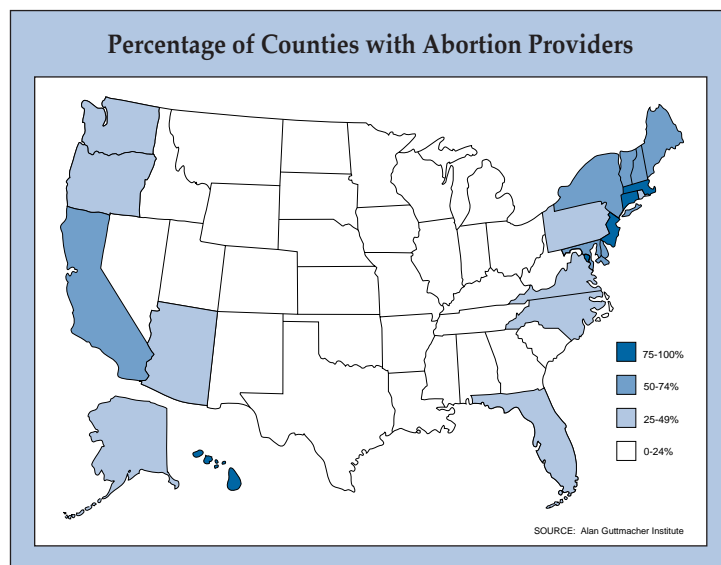 Percentage of Counties with Abortion Providers
75-100%
50-74%
25-49%
0-24%
SOURCE: Alan Guttmacher Institute